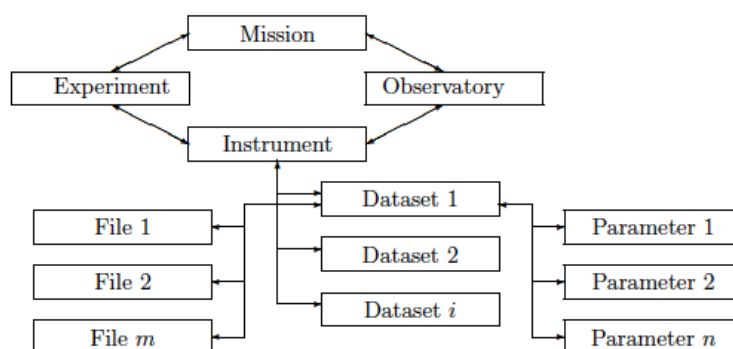 Mission
Experiment
Observatory
Instrument
Dataset 1
File 1
Parameter 1
Dataset 2
File 2
Parameter 2
Dataset i
File m
Parameter n